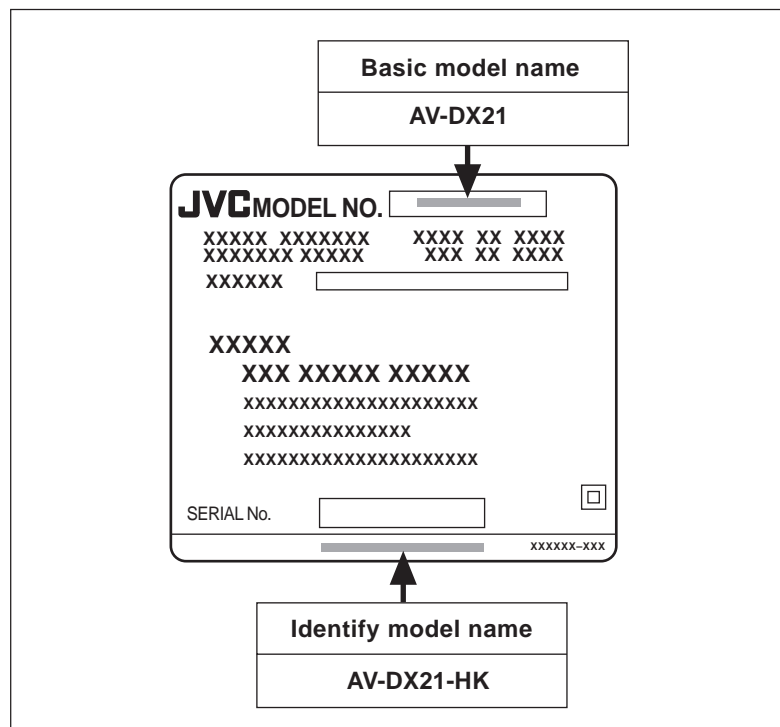 Basic model name
AV-DX21
JVC MODEL NO.
XXXXX XXXXXXX XXXX XX XXXX
XXXXXXX XXXXX XXX XX XXXX
XXXXXX
XXXXX
XXX XXXXX XXXXX
XXXXXXXXXXXXXXXXXXXXX
XXXXXXXXXXXXXXX
XXXXXXXXXXXXXXXXXXXXX
SERIAL No.
XXXXXX–XXX
Identify model name
AV-DX21-HK